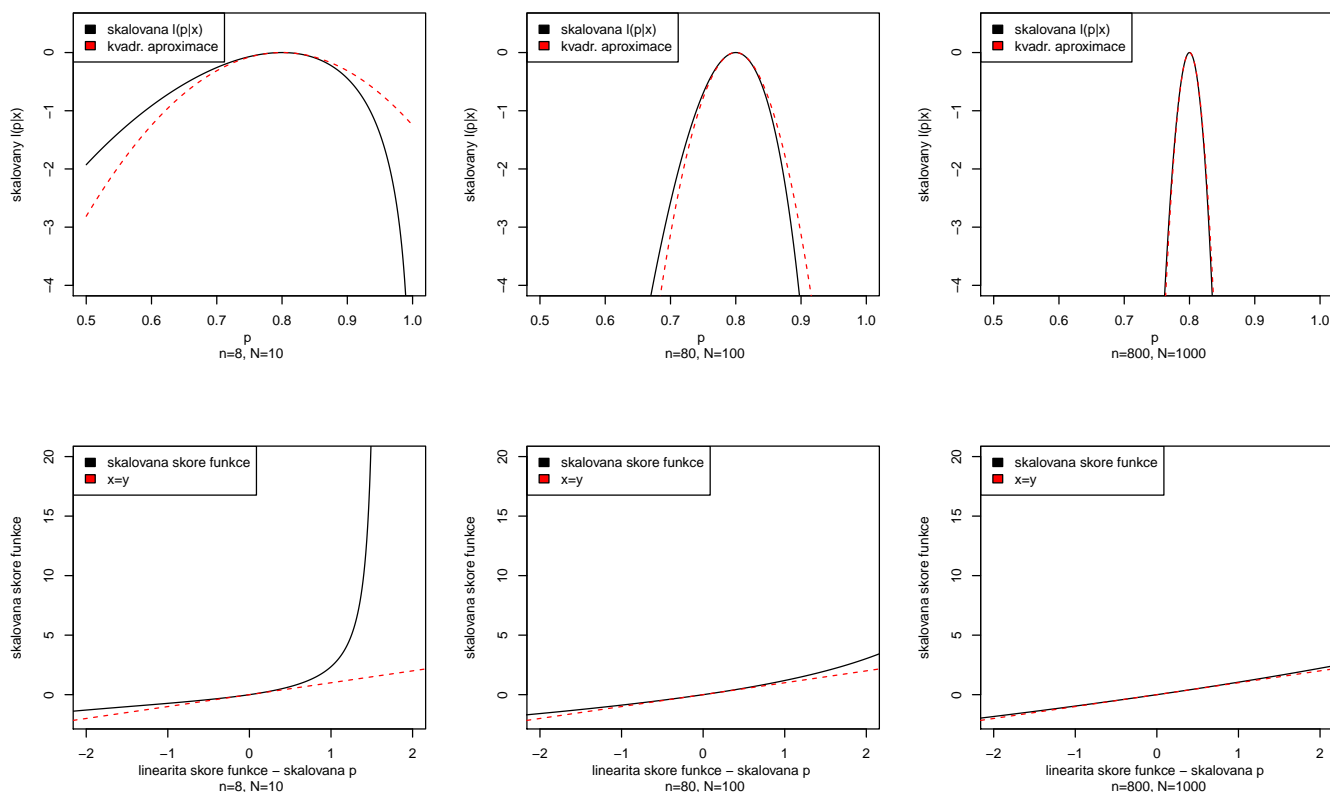 skalovana l(p|x)
kvadr. aproximace
skalovany l(p|x)
0
−1
−2
−3
−4
0.5 0.6 0.7 0.8 0.9 1.0
p
n=8, N=10
skalovana l(p|x)
kvadr. aproximace
skalovany l(p|x)
0
−1
−2
−3
−4
0.5 0.6 0.7 0.8 0.9 1.0
p
n=80, N=100
skalovana l(p|x)
kvadr. aproximace
skalovany l(p|x)
0
−1
−2
−3
−4
0.5 0.6 0.7 0.8 0.9 1.0
p
n=800, N=1000
skalovana skore funkce
x=y
skalovana skore funkce
20
15
10
5
0
−2 −1 0 1 2
linearita skore funkce − skalovana p
n=8, N=10
skalovana skore funkce
x=y
skalovana skore funkce
20
15
10
5
0
−2 −1 0 1 2
linearita skore funkce − skalovana p
n=80, N=100
skalovana skore funkce
x=y
skalovana skore funkce
20
15
10
5
0
−2 −1 0 1 2
linearita skore funkce − skalovana p
n=800, N=1000